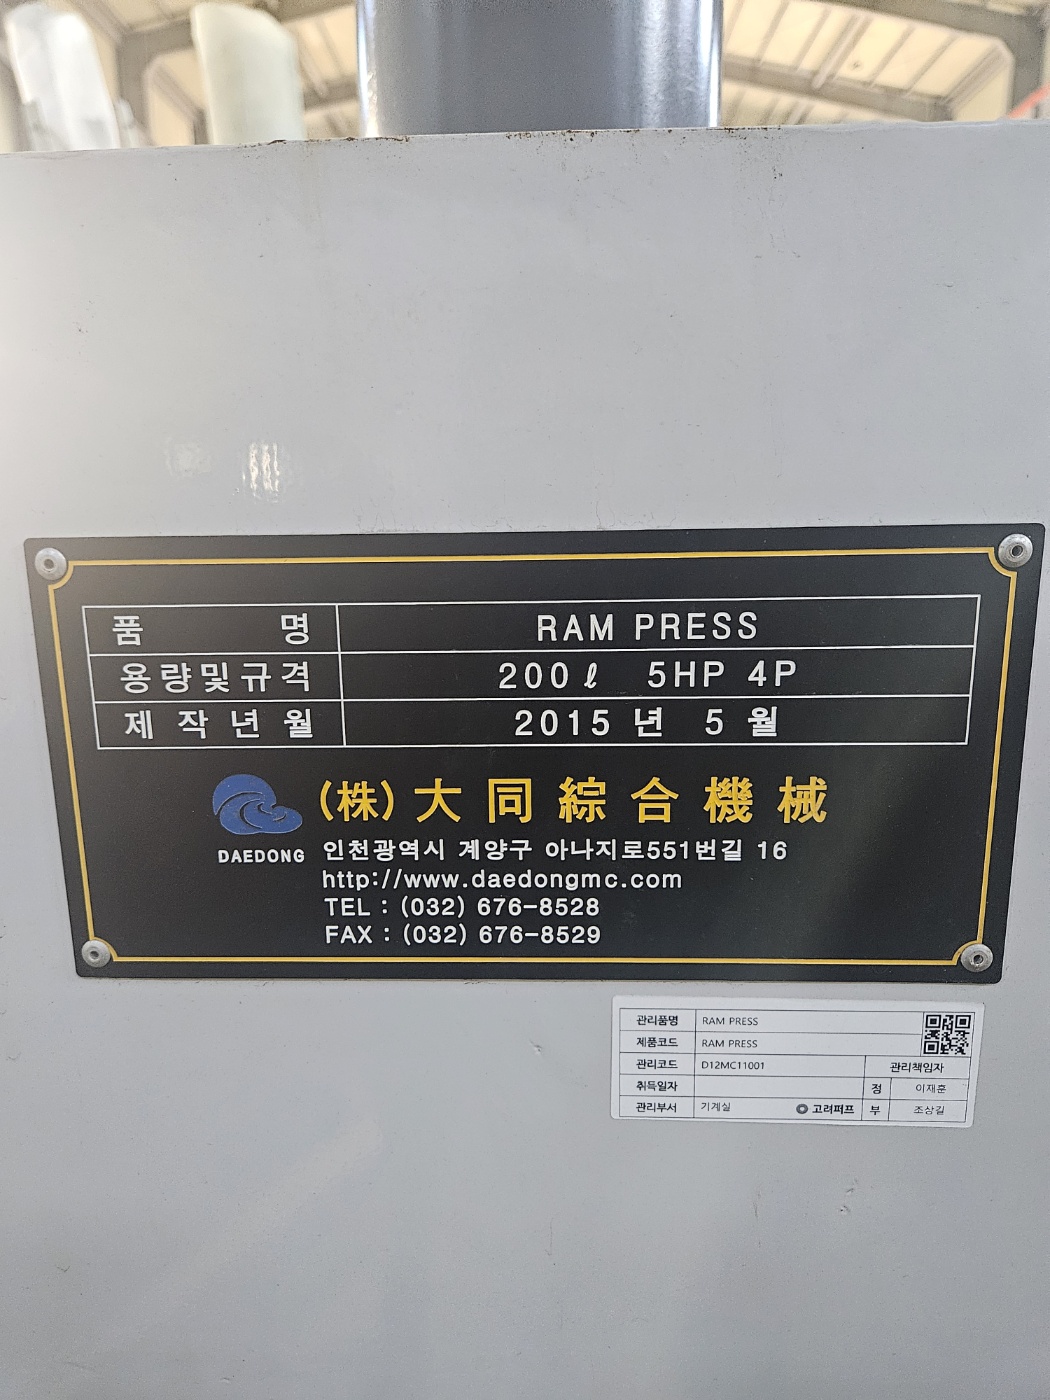 품 명 RAM PRESS
용량및규격 200ℓ 5HP 4P
제작년월 2015 년 5 월
(株)大同綜合機械
DAEDONG
인천광역시 계양구 아나지로551번길 16
http://www.daedongmc.com
TEL : (032) 676-8528
FAX : (032) 676-8529
관리품명 RAM PRESS
제품코드 RAM PRESS
관리코드 D12MC11001 관리책임자
취득일자 정 이재훈
관리부서 기계실 고려퍼프 부 조상길